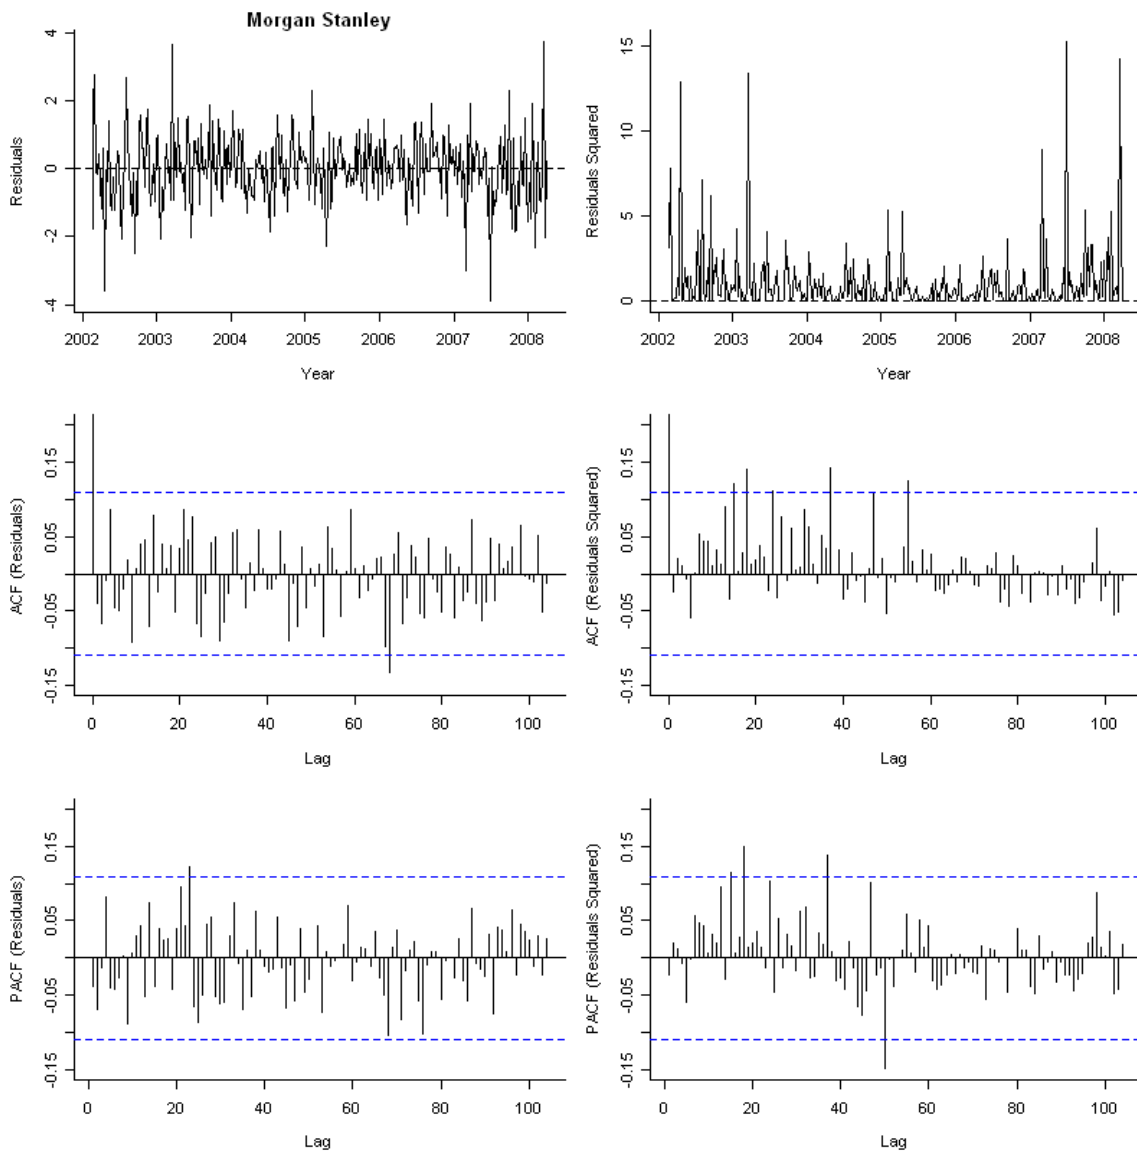 Morgan Stanley
Residuals
4
2
0
-2
-4
2002 2003 2004 2005 2006 2007 2008
Year
Residuals Squared
15
10
5
0
2002 2003 2004 2005 2006 2007 2008
Year
ACF (Residuals)
0.15
0.05
-0.05
-0.15
0 20 40 60 80 100
Lag
ACF (Residuals Squared)
0.15
0.05
-0.05
-0.15
0 20 40 60 80 100
Lag
PACF (Residuals)
0.15
0.05
-0.05
-0.15
0 20 40 60 80 100
Lag
PACF (Residuals Squared)
0.15
0.05
-0.05
-0.15
0 20 40 60 80 100
Lag